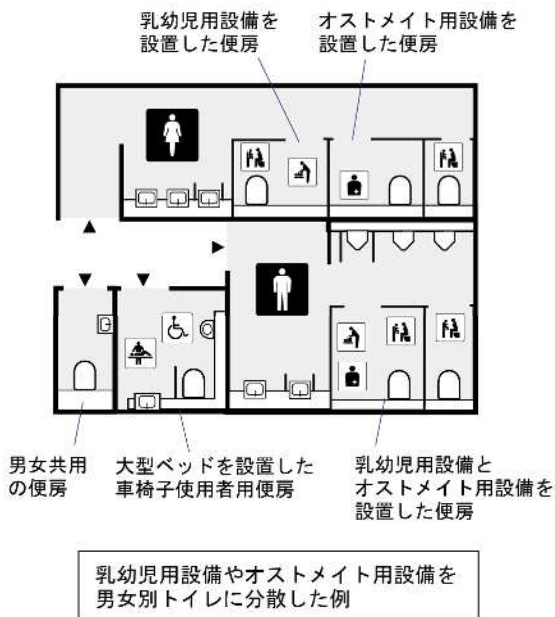 乳幼児用設備を
設置した便房
オストメイト用設備を
設置した便房
男女共用
の便房
大型ベッドを設置した
車椅子使用者用便房
乳幼児用設備と
オストメイト用設備を
設置した便房
乳幼児用設備やオストメイト用設備を
男女別トイレに分散した例